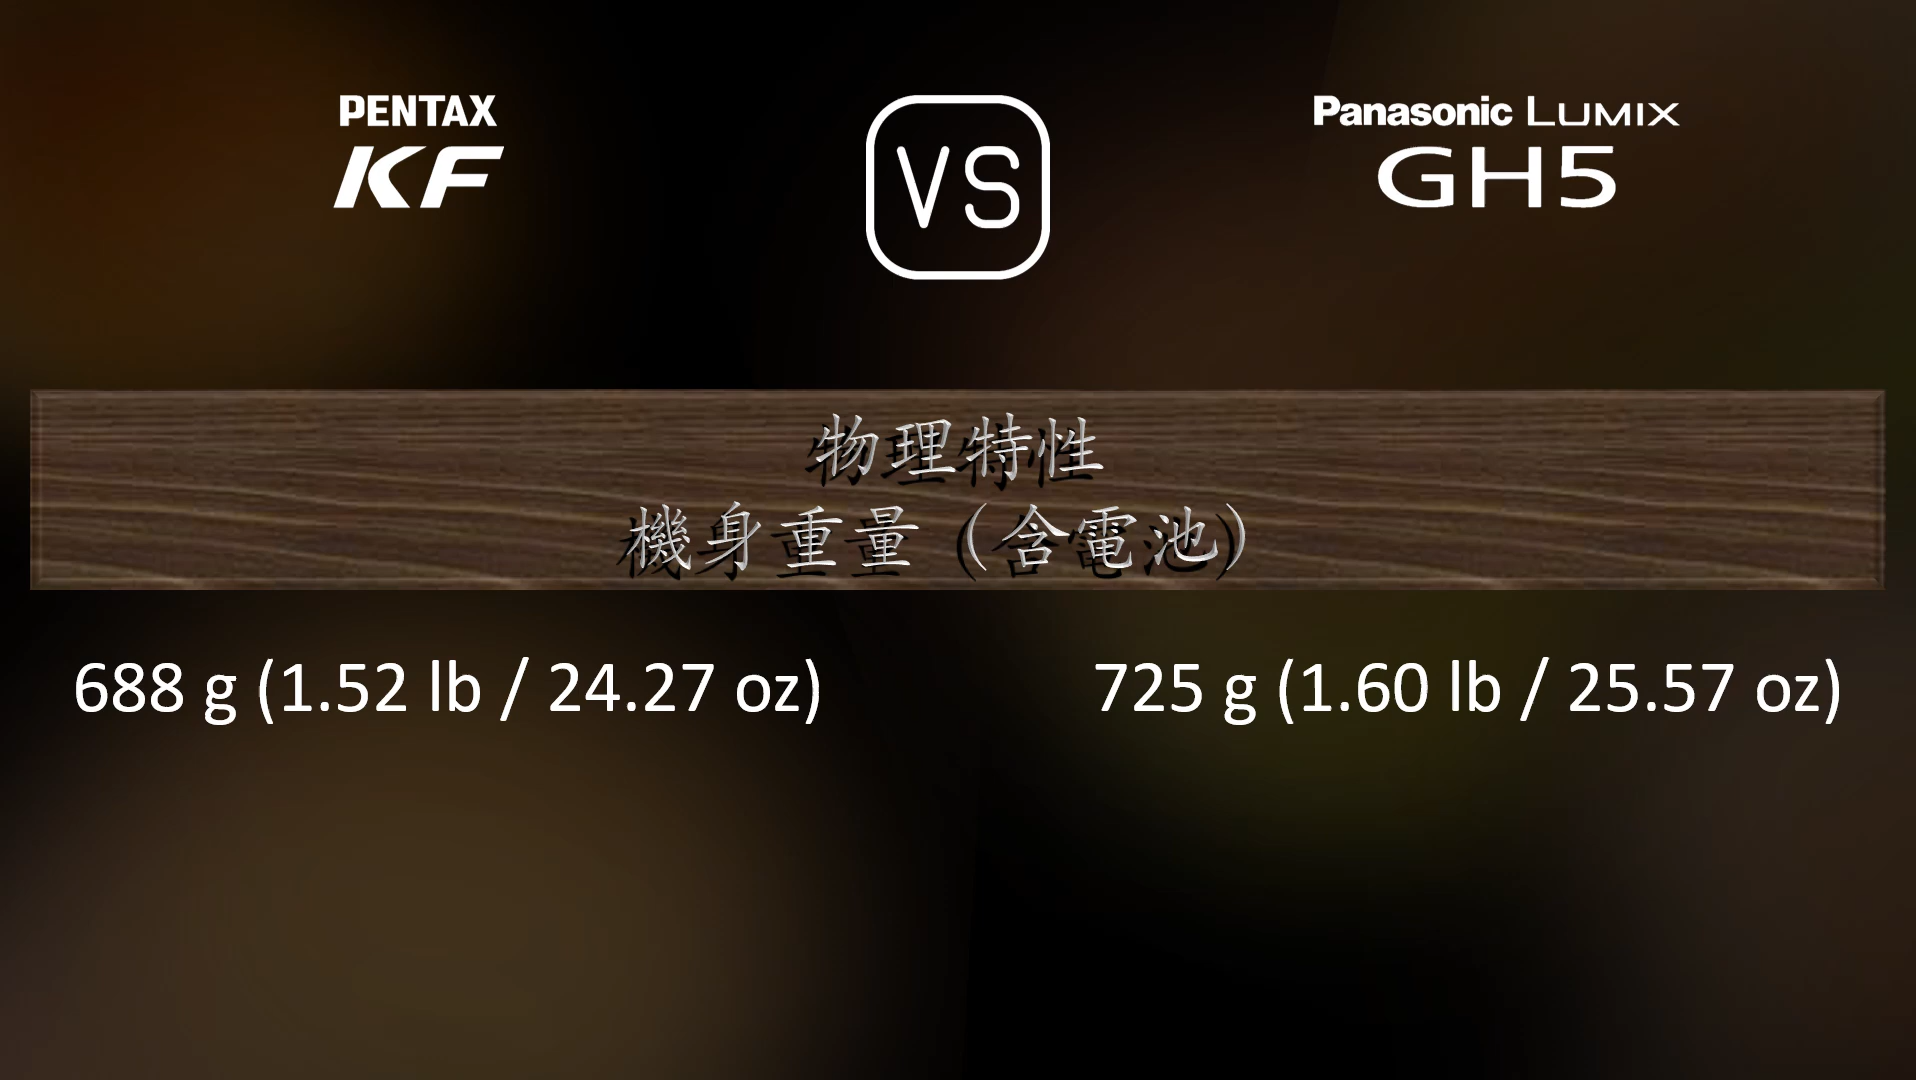 PENTAX
KF
VS
Panasonic LUMIX
GH5
物理特性
機身重量（含電池）
688 g (1.52 lb / 24.27 oz)
725 g (1.60 lb / 25.57 oz)